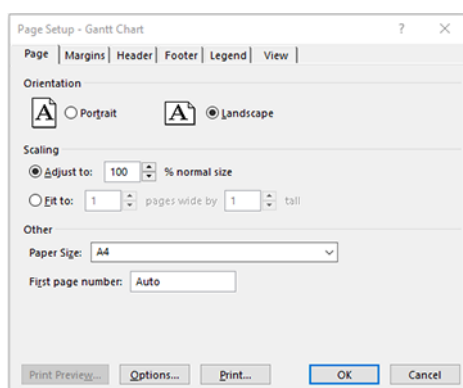 Page Setup - Gantt Chart ? ×
Page Margins Header Footer Legend View
Orientation
A Portrait A Landscape
Scaling
Adjust to: 100 % normal size
Fit to: 1 pages wide by 1 tall
Other
Paper Size: A4
First page number: Auto
Print Preview... Options... Print... OK Cancel